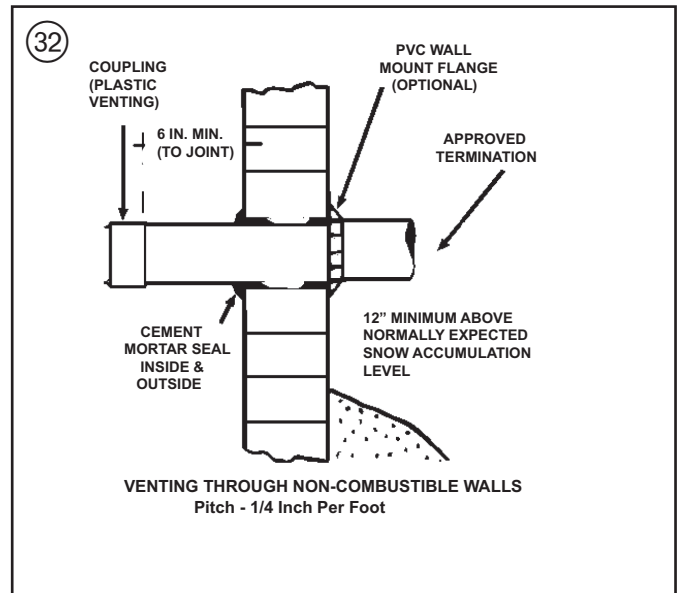 32
COUPLING
(PLASTIC
VENTING)
6 IN. MIN.
(TO JOINT)
PVC WALL
MOUNT FLANGE
(OPTIONAL)
APPROVED
TERMINATION
CEMENT
MORTAR SEAL
INSIDE &
OUTSIDE
12” MINIMUM ABOVE
NORMALLY EXPECTED
SNOW ACCUMULATION
LEVEL
VENTING THROUGH NON-COMBUSTIBLE WALLS
Pitch - 1/4 Inch Per Foot